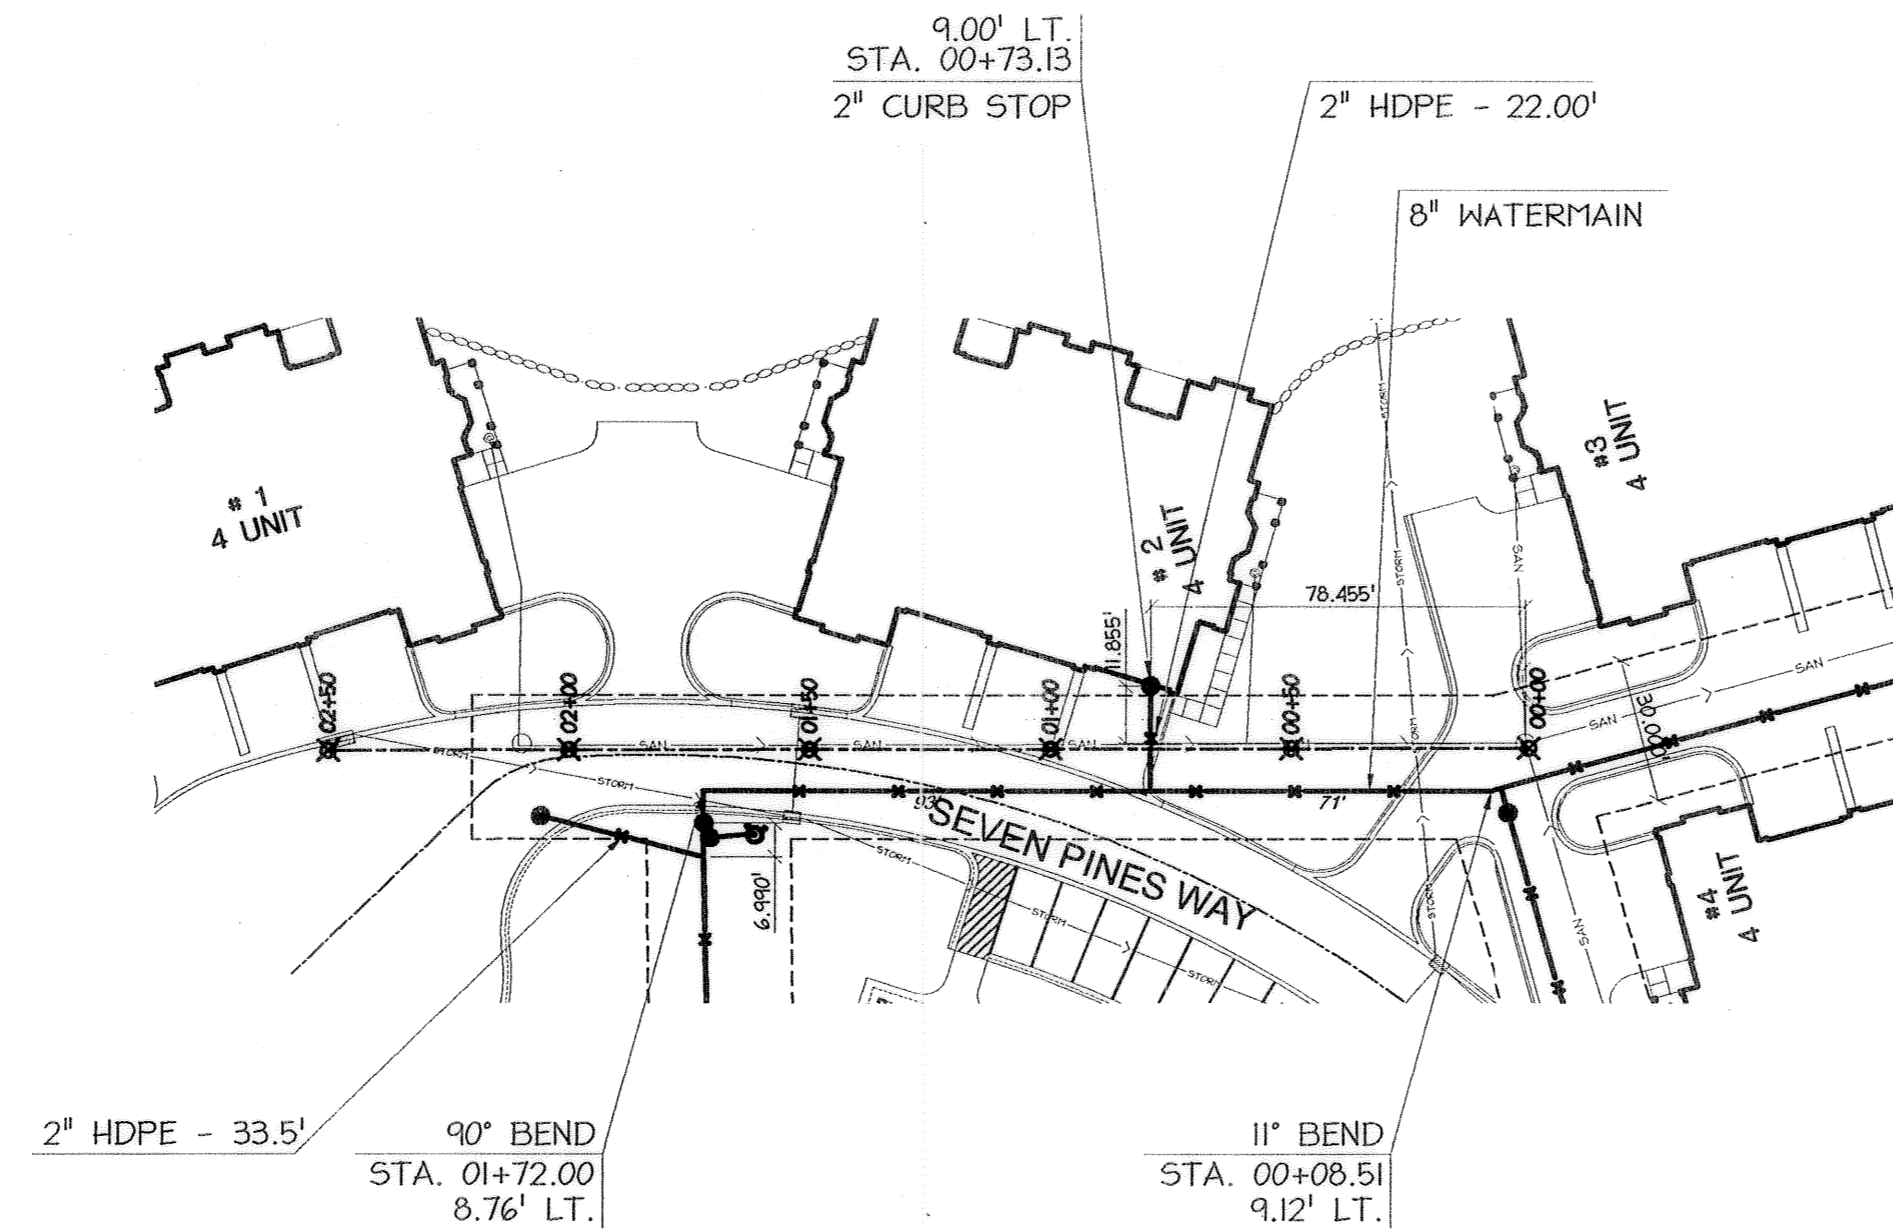 9.00' LT.
STA. 00+73.13
2" CURB STOP
2" HDPE - 22.00'
8" WATERMAIN
STORM
# 1
4 UNIT
# 2
4 UNIT
#3
4 UNIT
STORM
SAN
78.455'
11.855'
02+50
02+00
01+50
01+00
00+50
00+00
SAN
SAN
SAN
SAN
SAN
STORM
STORM
STORM
30.000'
93'
71'
SEVEN PINES WAY
STORM
STORM
SAN
6.990'
STORM
STORM
#4
4 UNIT
2" HDPE - 33.5'
90° BEND
STA. 01+72.00
8.76' LT.
11° BEND
STA. 00+08.51
9.12' LT.